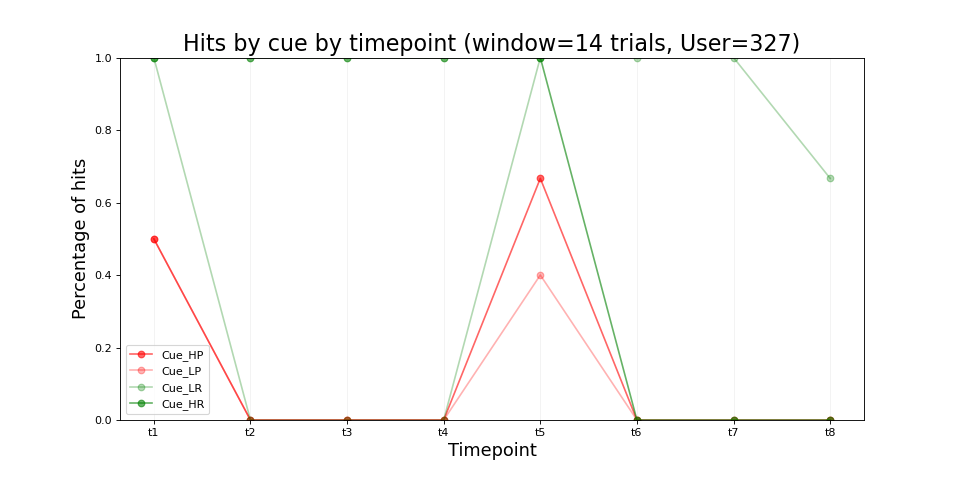 Hits by cue by timepoint (window=14 trials, User=327)
Percentage of hits
1.0
0.8
0.6
0.4
0.2
0.0
Cue_HP
Cue_LP
Cue_LR
Cue_HR
t1 t2 t3 t4 t5 t6 t7 t8
Timepoint